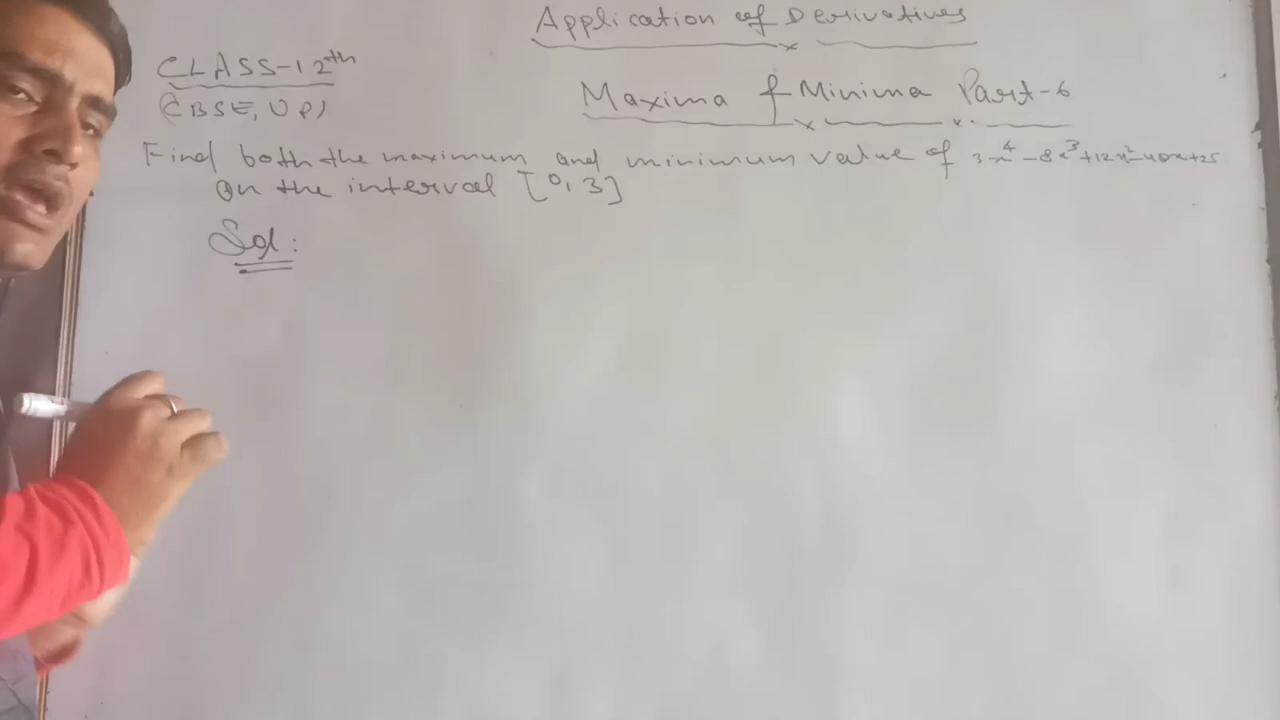 Application of Derivatives
CLASS-12th
(CBSE, UP)
Maxima & Minima Part-6
Find both the maximum and minimum value of 3x⁴-8x³+12x²-40x+25
on the interval [0,3]
Sol: